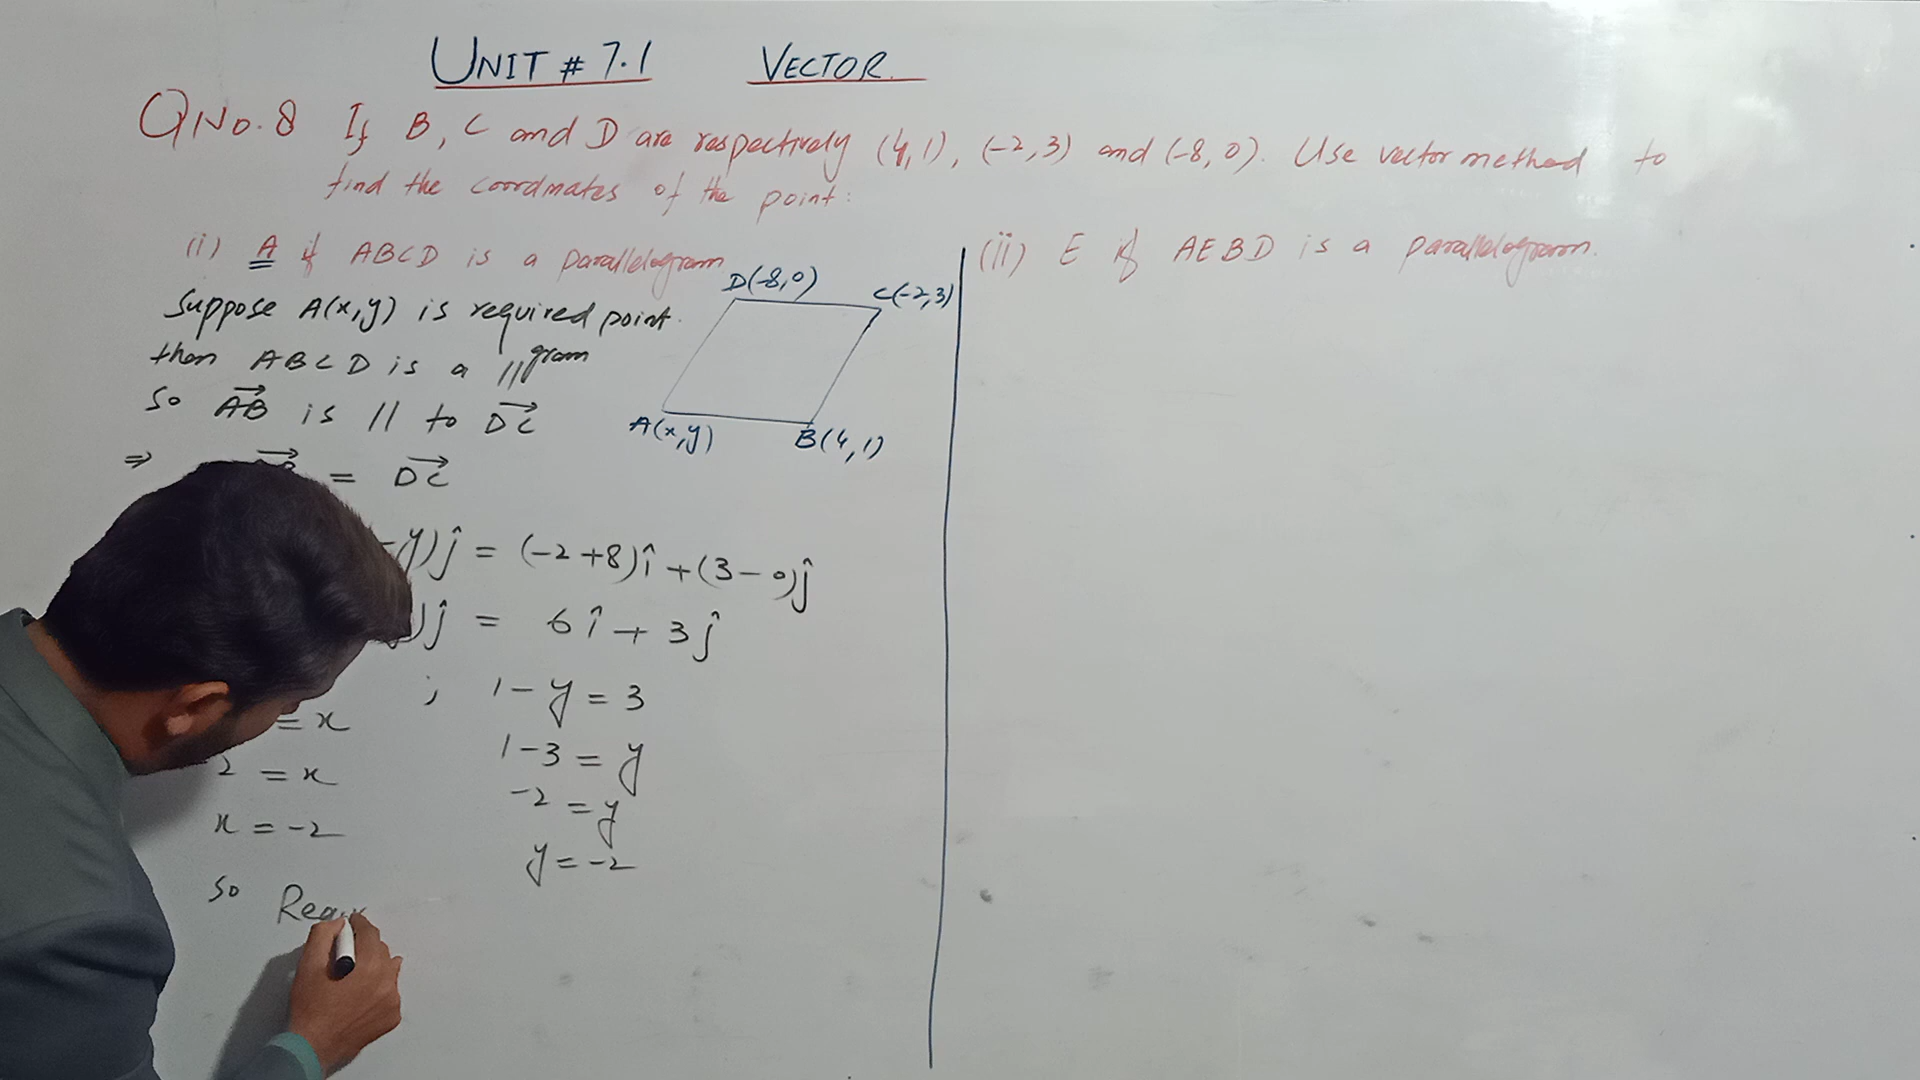 UNIT # 7.1 VECTOR.
Q No. 8 If B, C and D are respectively (4,1), (-2,3) and (-8,0). Use vector method to
find the coordinates of the point:
(i) A if ABCD is a parallelogram
Suppose A(x,y) is required point.
then ABCD is a ||gram
So AB is || to DC
⇒ = DC
D(-8,0) C(-2,3)
A(x,y) B(4,1)
-y)ĵ = (-2+8)î + (3-0)ĵ
)ĵ = 6î + 3ĵ
; 1-y = 3
= x 1-3 = y
2 = x -2 = y
x = -2 y = -2
So
(ii) E if AEBD is a parallelogram.